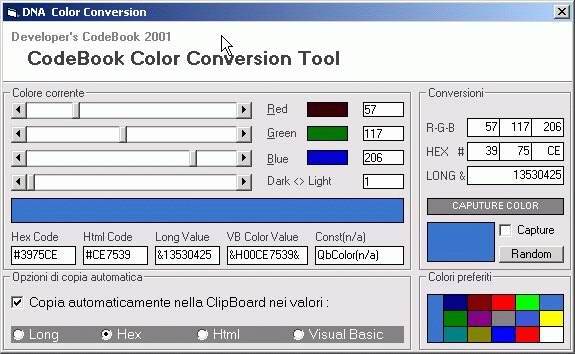 DNA Color Conversion
Developer's CodeBook 2001
CodeBook Color Conversion Tool
Colore corrente
Red 57
Green 117
Blue 206
Dark <> Light 1
Hex Code Html Code Long Value VB Color Value Const(n/a)
#3975CE #CE7539 &13530425 &H00CE7539& QbColor(n/a)
Conversioni
R-G-B 57 117 206
HEX # 39 75 CE
LONG & 13530425
CAPUTURE COLOR
Capture
Random
Opzioni di copia automatica
Copia automaticamente nella ClipBoard nei valori :
Long Hex Html Visual Basic
Colori preferiti